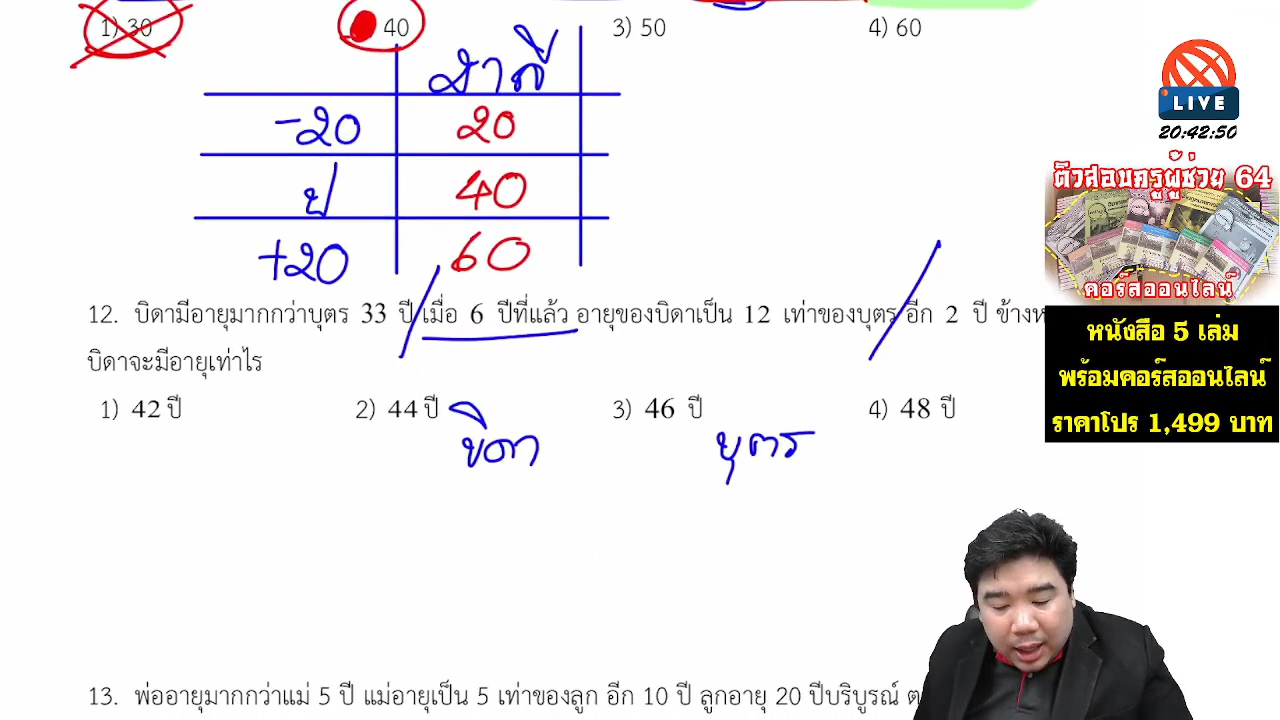 1) 30 40 3) 50 4) 60
สาลี
-20 20
ป 40
+20 60
12. บิดามีอายุมากกว่าบุตร 33 ปี เมื่อ 6 ปีที่แล้ว อายุของบิดาเป็น 12 เท่าของบุตร อีก 2 ปี ข้างห
บิดาจะมีอายุเท่าไร
1) 42 ปี 2) 44 ปี 3) 46 ปี 4) 48 ปี
บิดา บุตร
13. พ่ออายุมากกว่าแม่ 5 ปี แม่อายุเป็น 5 เท่าของลูก อีก 10 ปี ลูกอายุ 20 ปีบริบูรณ์ ต
LIVE
20:42:50
ติวสอบครูผู้ช่วย 64
คอร์สออนไลน์
หนังสือ 5 เล่ม
พร้อมคอร์สออนไลน์
ราคาโปร 1,499 บาท